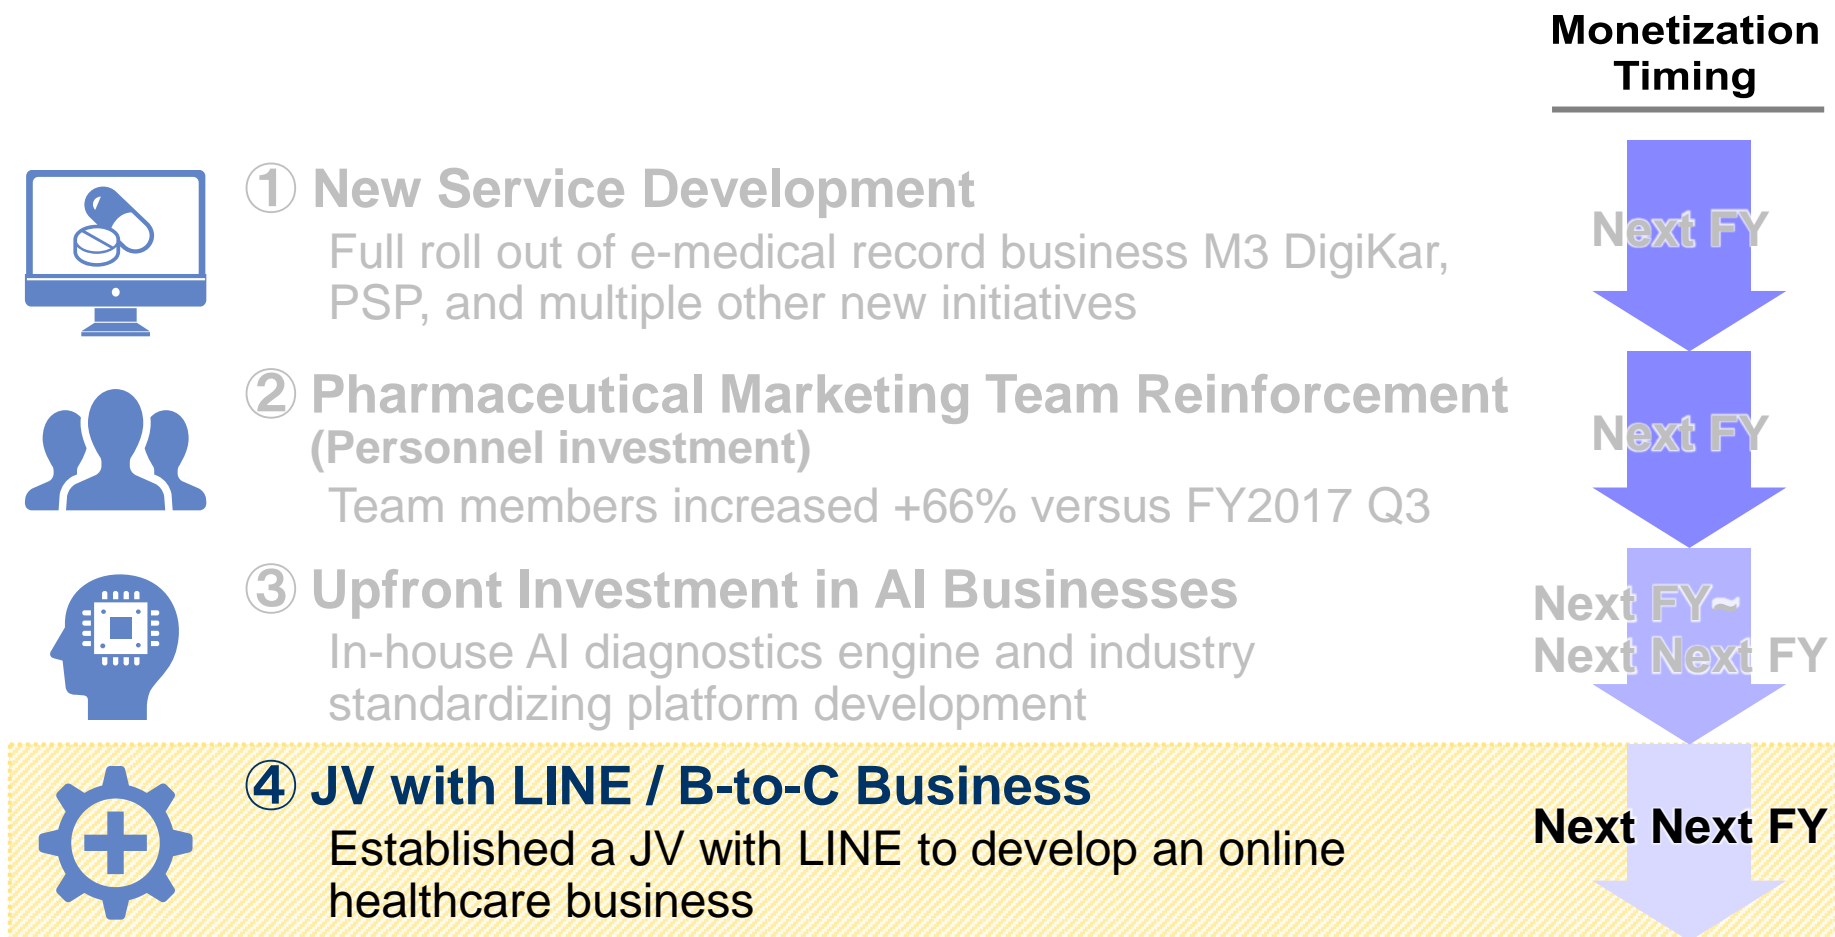 Monetization
Timing
① New Service Development
Full roll out of e-medical record business M3 DigiKar,
PSP, and multiple other new initiatives
Next FY
② Pharmaceutical Marketing Team Reinforcement
(Personnel investment)
Team members increased +66% versus FY2017 Q3
Next FY
③ Upfront Investment in AI Businesses
In-house AI diagnostics engine and industry
standardizing platform development
Next FY~
Next Next FY
④ JV with LINE / B-to-C Business
Established a JV with LINE to develop an online
healthcare business
Next Next FY